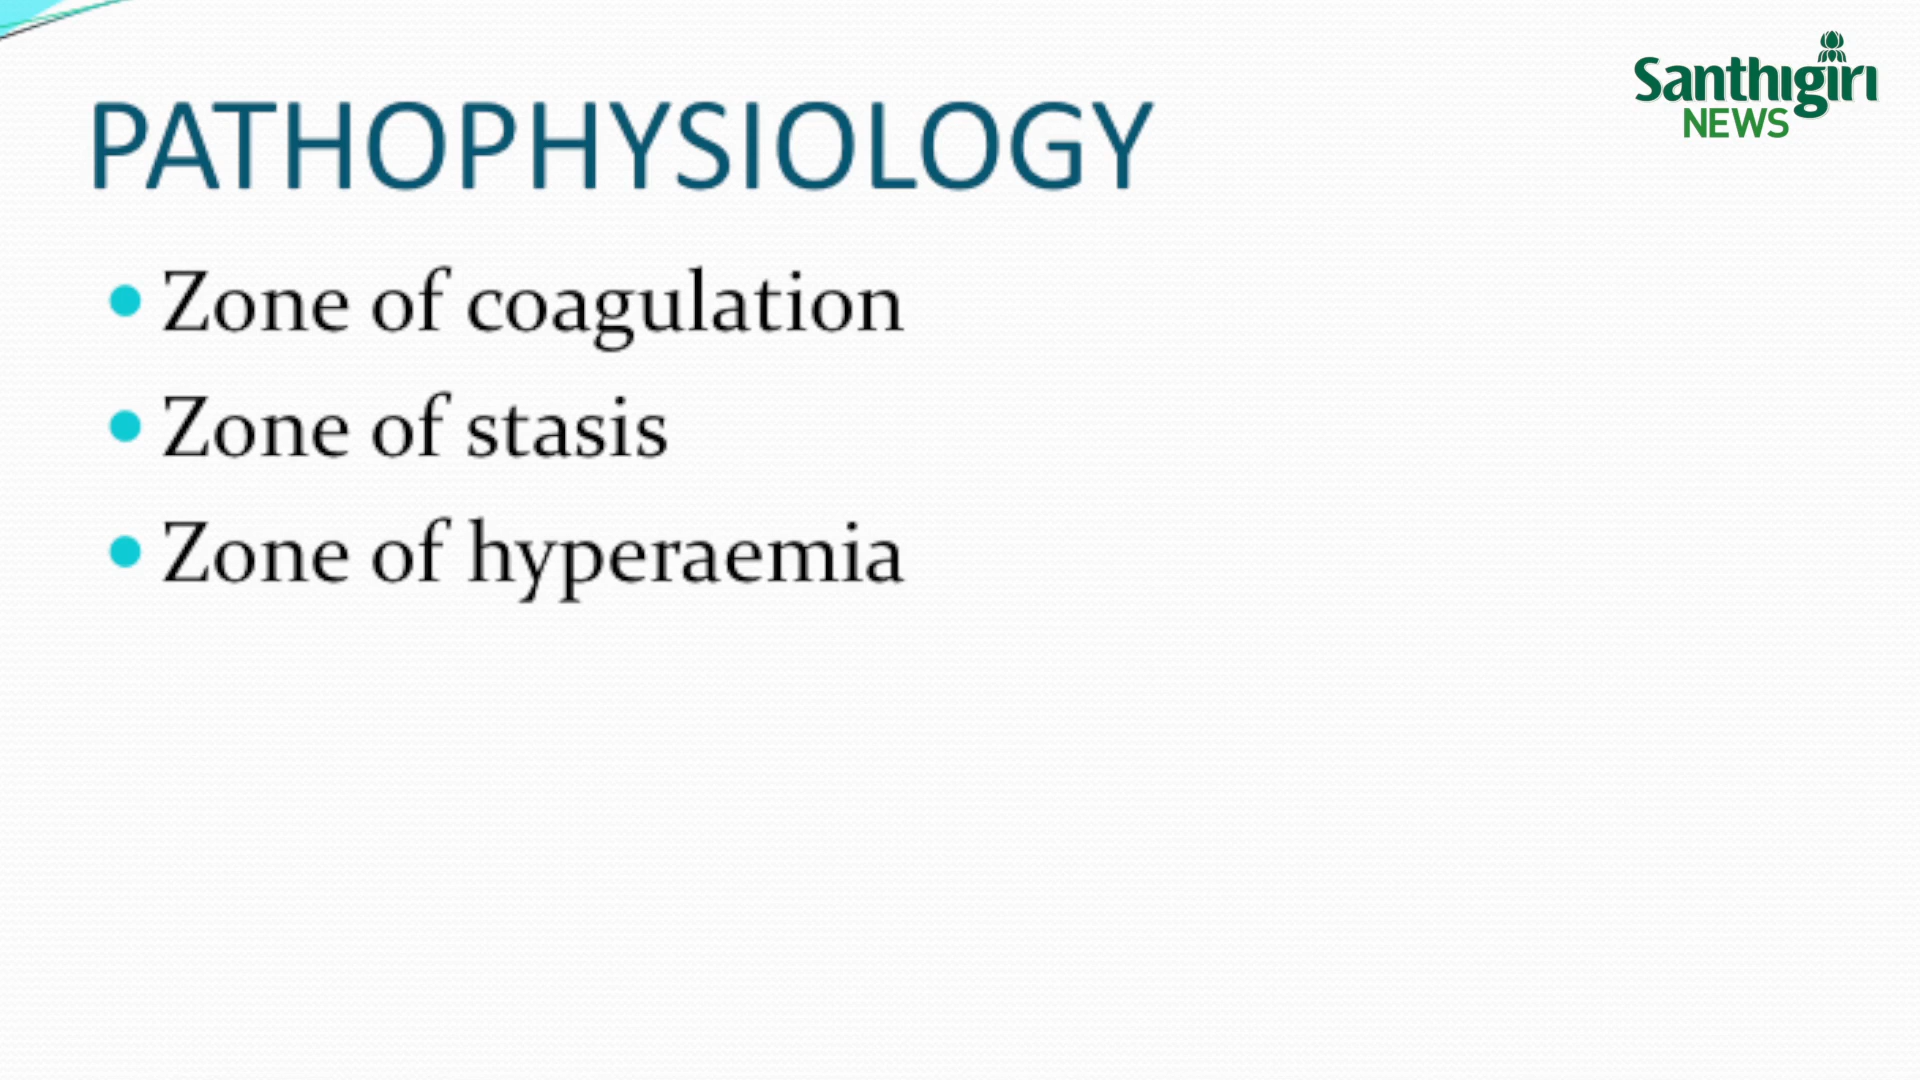 Santhigiri
NEWS
PATHOPHYSIOLOGY
• Zone of coagulation
• Zone of stasis
• Zone of hyperaemia